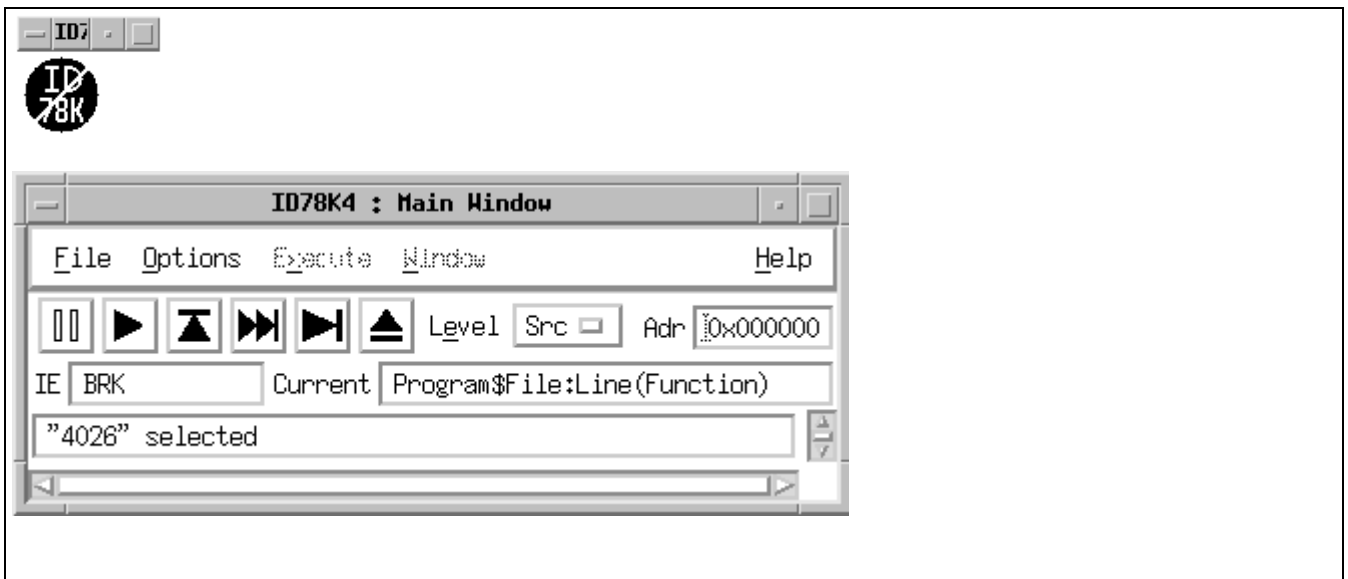 ID7
ID
78K
ID78K4 : Main Window
File Options Execute Window Help
Level Src Adr 0x000000
IE BRK Current Program$File:Line(Function)
"4026" selected